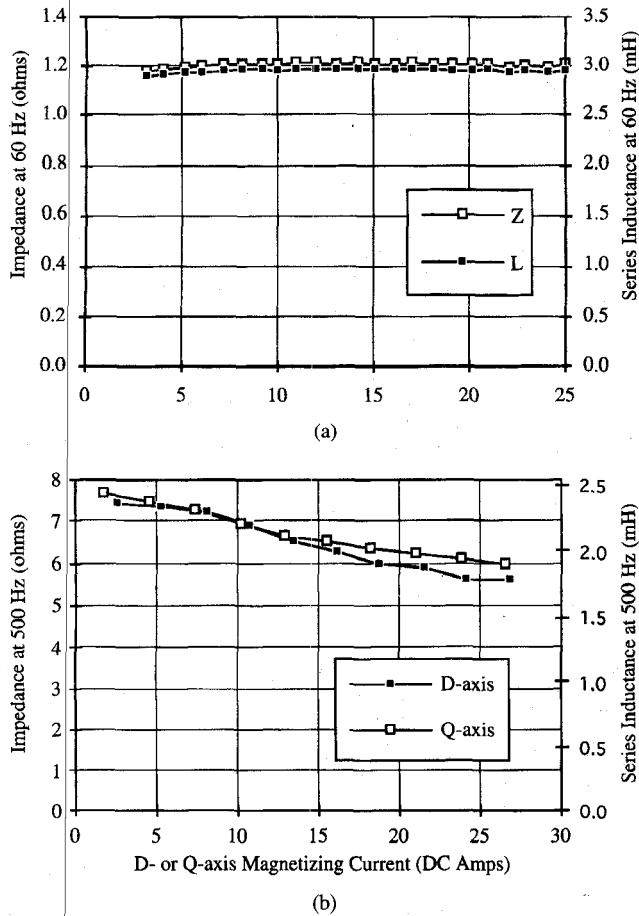 Impedance at 60 Hz (ohms)
1.4
1.2
1.0
0.8
0.6
0.4
0.2
0.0
3.5
3.0
2.5
2.0
1.5
1.0
0.5
0.0
Series Inductance at 60 Hz (mH)
Z
L
0 5 10 15 20 25
(a)
Impedance at 500 Hz (ohms)
8
7
6
5
4
3
2
1
0
2.5
2.0
1.5
1.0
0.5
0.0
Series Inductance at 500 Hz (mH)
D-axis
Q-axis
0 5 10 15 20 25 30
D- or Q-axis Magnetizing Current (DC Amps)
(b)